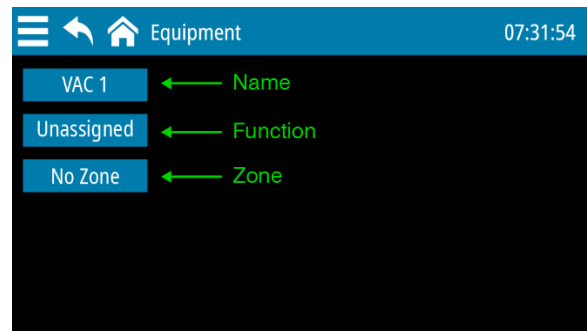 Equipment 07:31:54
VAC 1 Name
Unassigned Function
No Zone Zone